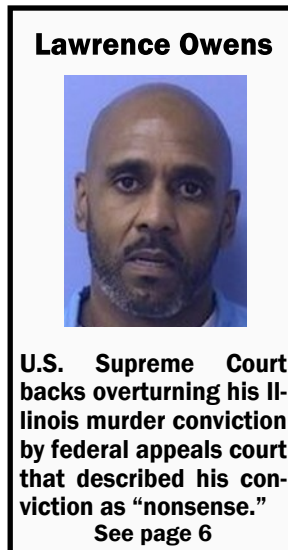 Lawrence Owens
U.S. Supreme Court
backs overturning his Il-
linois murder conviction
by federal appeals court
that described his con-
viction as “nonsense.”
See page 6